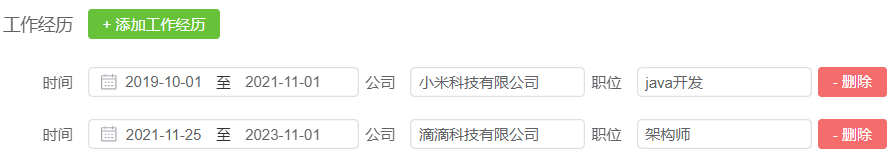 工作经历 + 添加工作经历
时间 2019-10-01 至 2021-11-01 公司 小米科技有限公司 职位 java开发 - 删除
时间 2021-11-25 至 2023-11-01 公司 滴滴科技有限公司 职位 架构师 - 删除